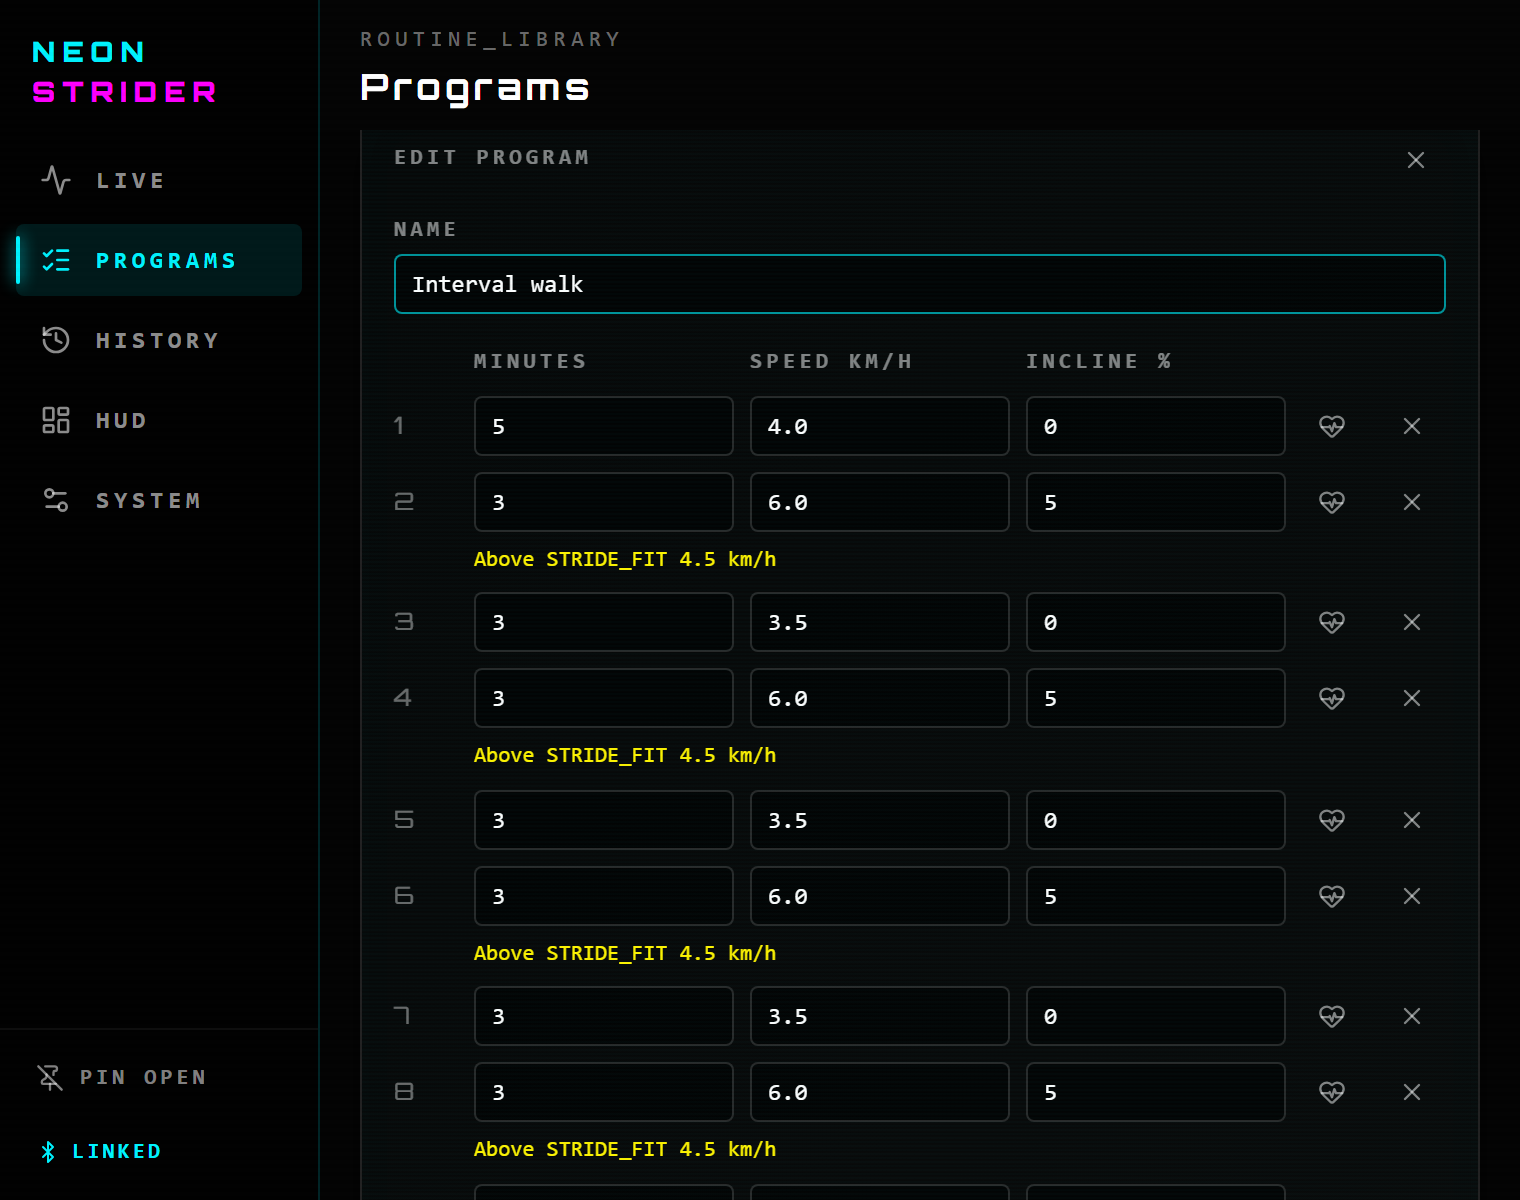 NEON
STRIDER
LIVE
PROGRAMS
HISTORY
HUD
SYSTEM
PIN OPEN
LINKED
ROUTINE_LIBRARY
Programs
EDIT PROGRAM
NAME
Interval walk
MINUTES SPEED KM/H INCLINE %
1 5 4.0 0
2 3 6.0 5
Above STRIDE_FIT 4.5 km/h
3 3 3.5 0
4 3 6.0 5
Above STRIDE_FIT 4.5 km/h
5 3 3.5 0
6 3 6.0 5
Above STRIDE_FIT 4.5 km/h
7 3 3.5 0
8 3 6.0 5
Above STRIDE_FIT 4.5 km/h